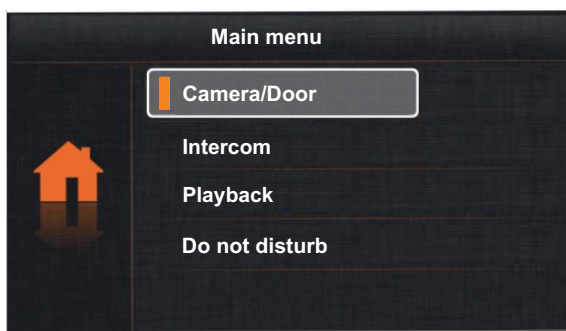 Main menu
Camera/Door
Intercom
Playback
Do not disturb